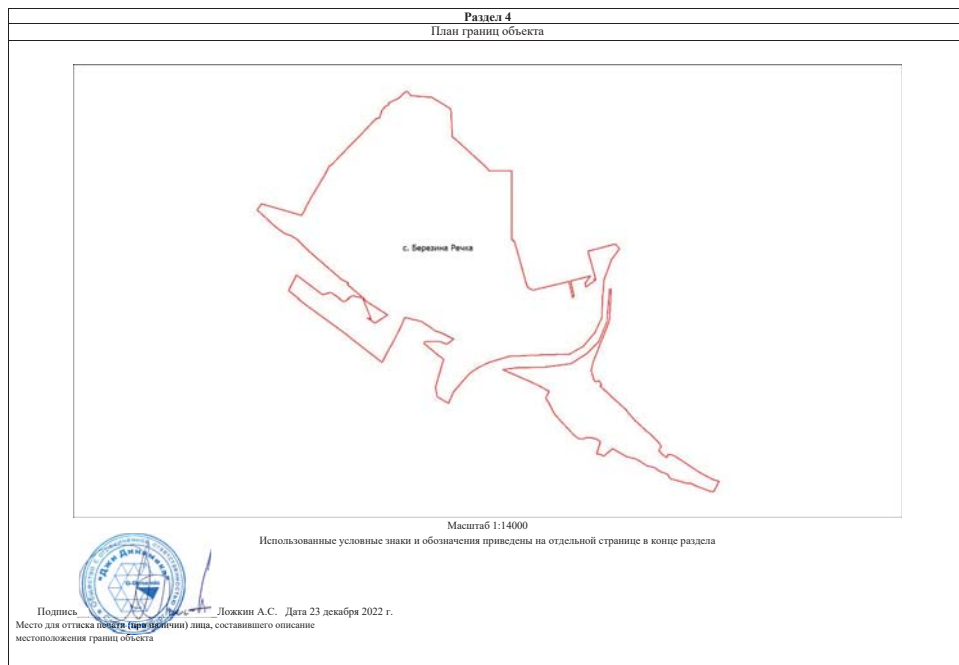 Раздел 4
План границ объекта
с. Березина Речка
Масштаб 1:14000
Использованные условные знаки и обозначения приведены на отдельной странице в конце раздела
"Джи Динамика"
Подпись Ложкин А.С. Дата 23 декабря 2022 г.
Место для оттиска печати (при наличии) лица, составившего описание
местоположения границ объекта